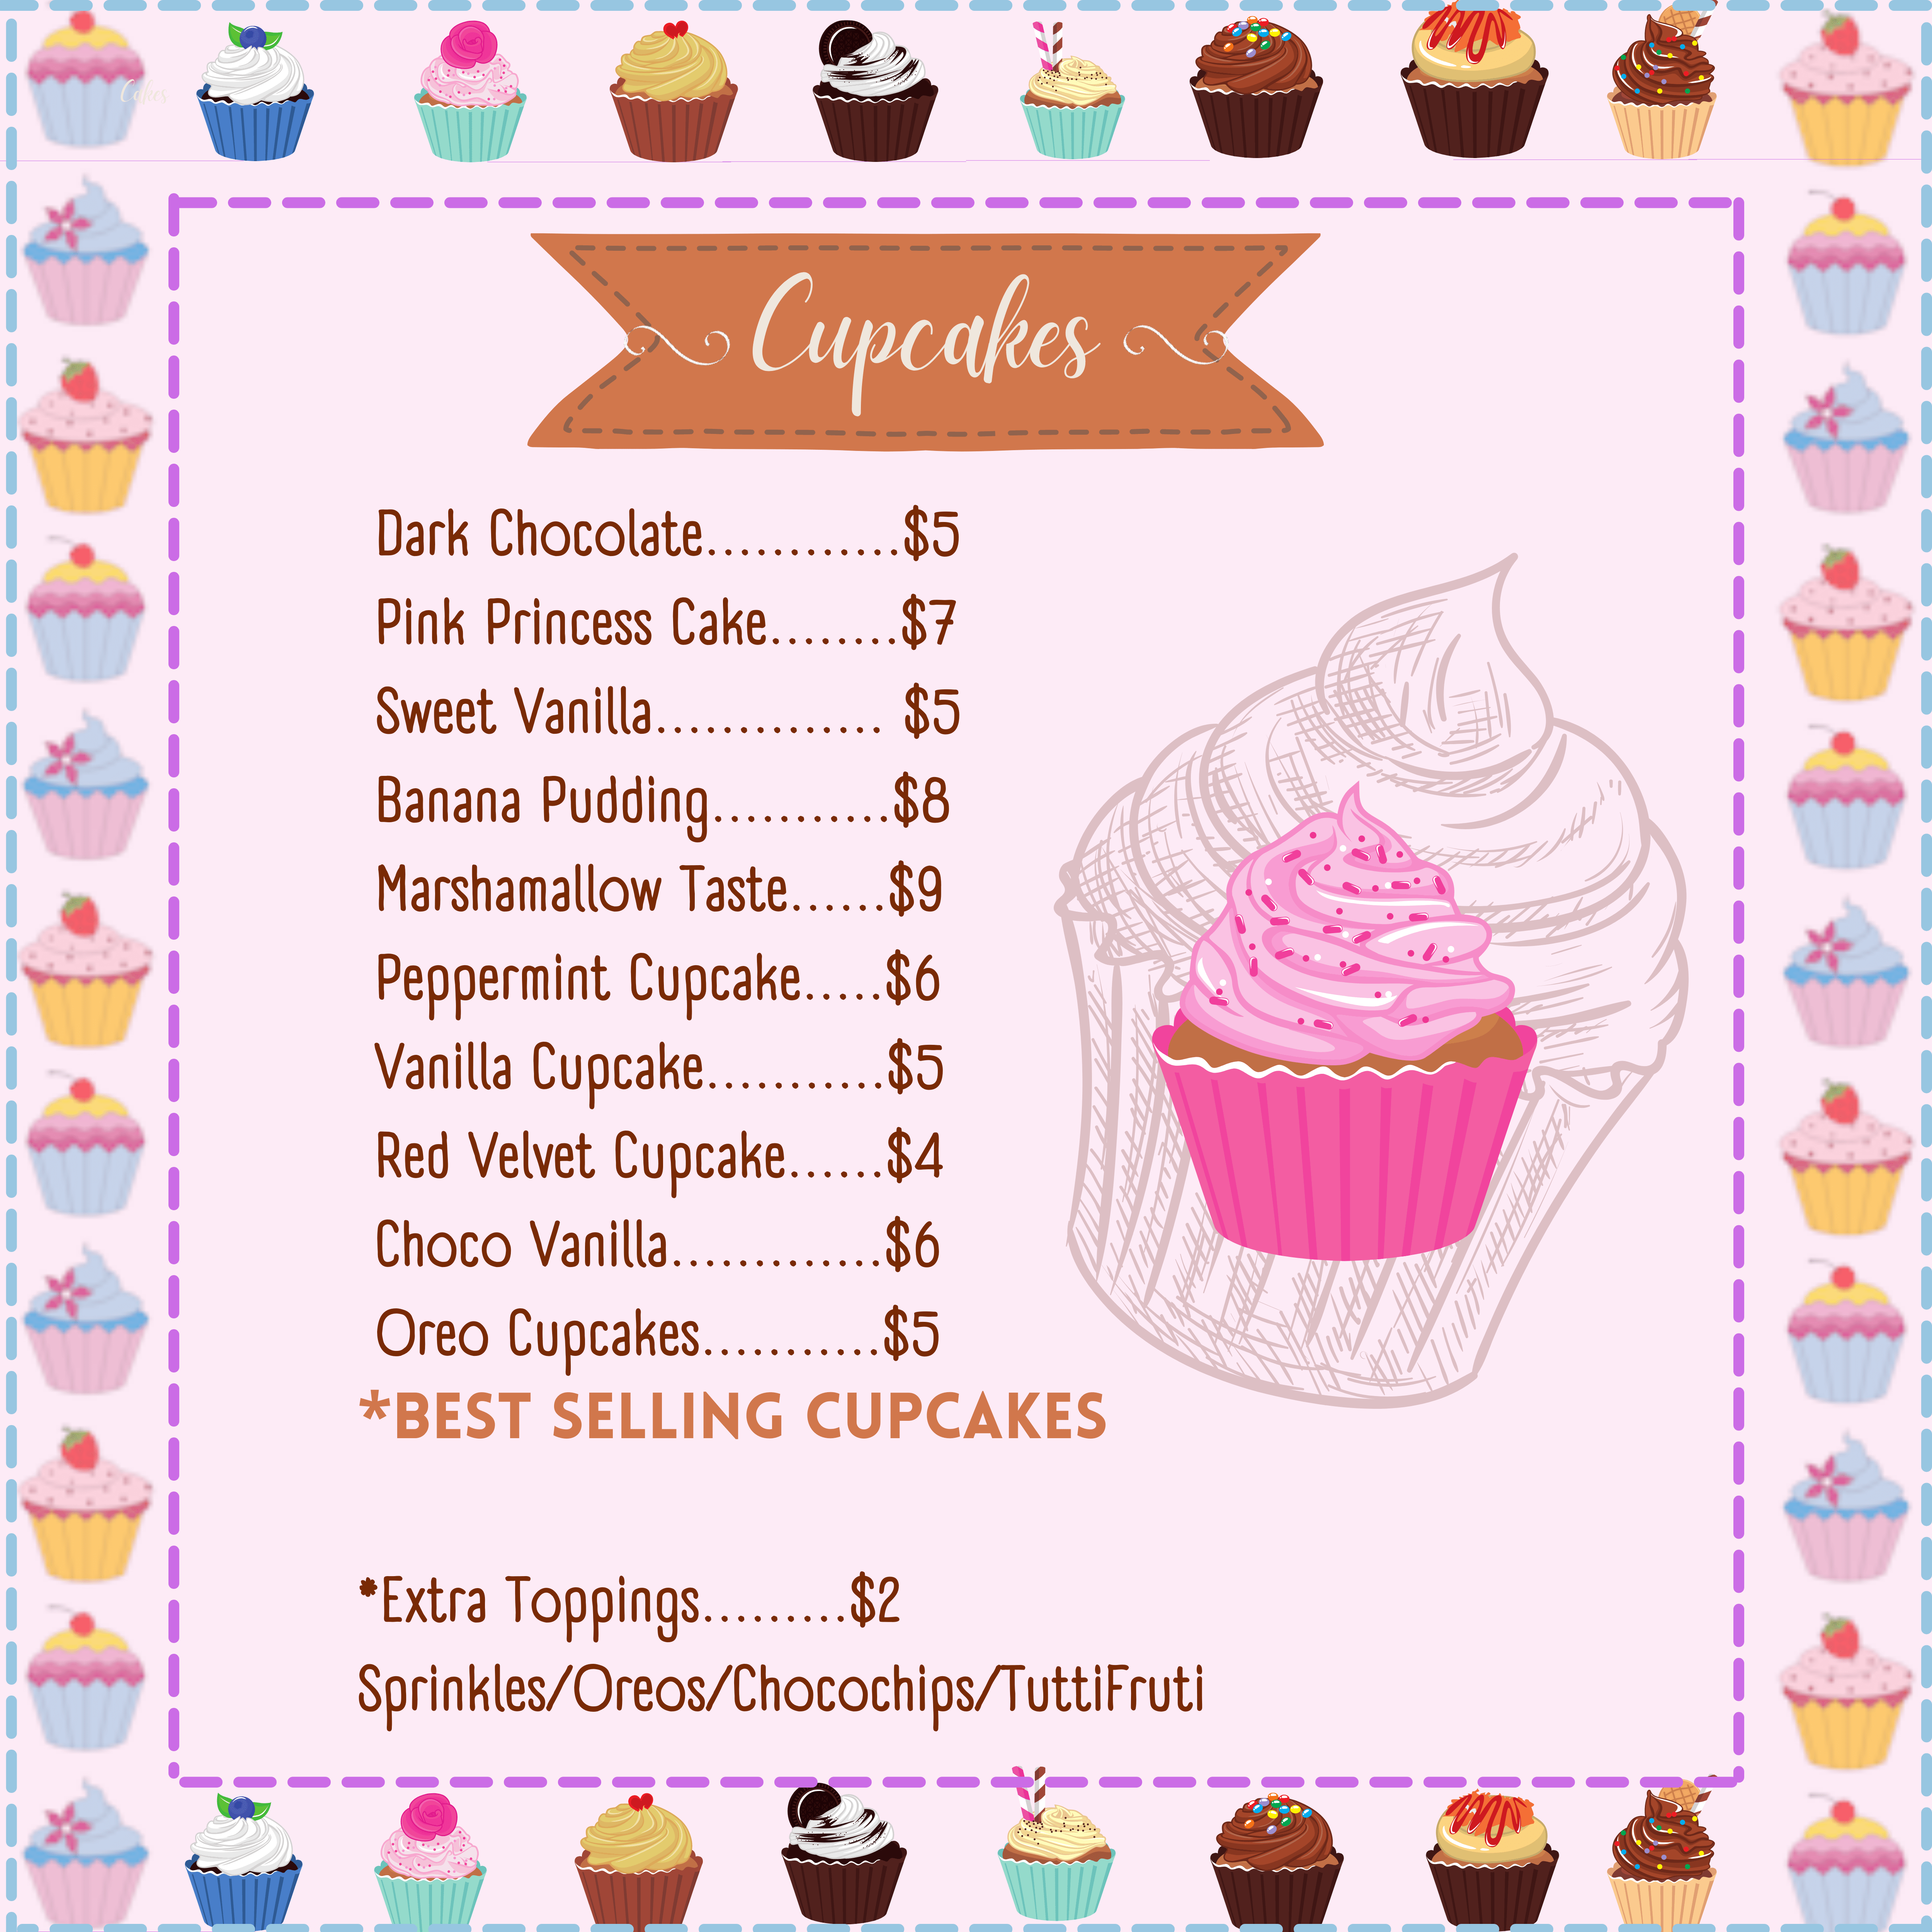 Cakes
Cupcakes
Dark Chocolate............$5
Pink Princess Cake........$7
Sweet Vanilla.............. $5
Banana Pudding...........$8
Marshamallow Taste......$9
Peppermint Cupcake.....$6
Vanilla Cupcake...........$5
Red Velvet Cupcake......$4
Choco Vanilla.............$6
Oreo Cupcakes...........$5
*BEST SELLING CUPCAKES
*Extra Toppings.........$2
Sprinkles/Oreos/Chocochips/TuttiFruti